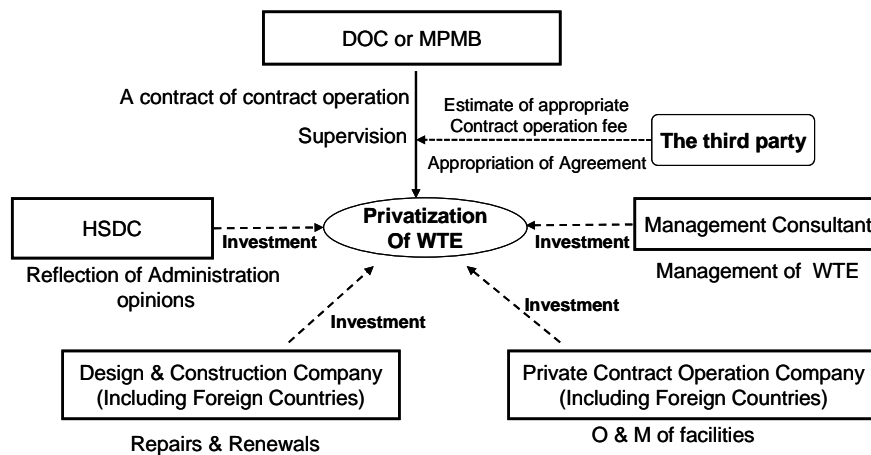 DOC or MPMB
A contract of contract operation
Supervision
Estimate of appropriate
Contract operation fee
Appropriation of Agreement
The third party
HSDC
Investment
Privatization
Of WTE
Investment
Management Consultant
Reflection of Administration
opinions
Management of WTE
Investment
Investment
Design & Construction Company
(Including Foreign Countries)
Private Contract Operation Company
(Including Foreign Countries)
Repairs & Renewals
O & M of facilities